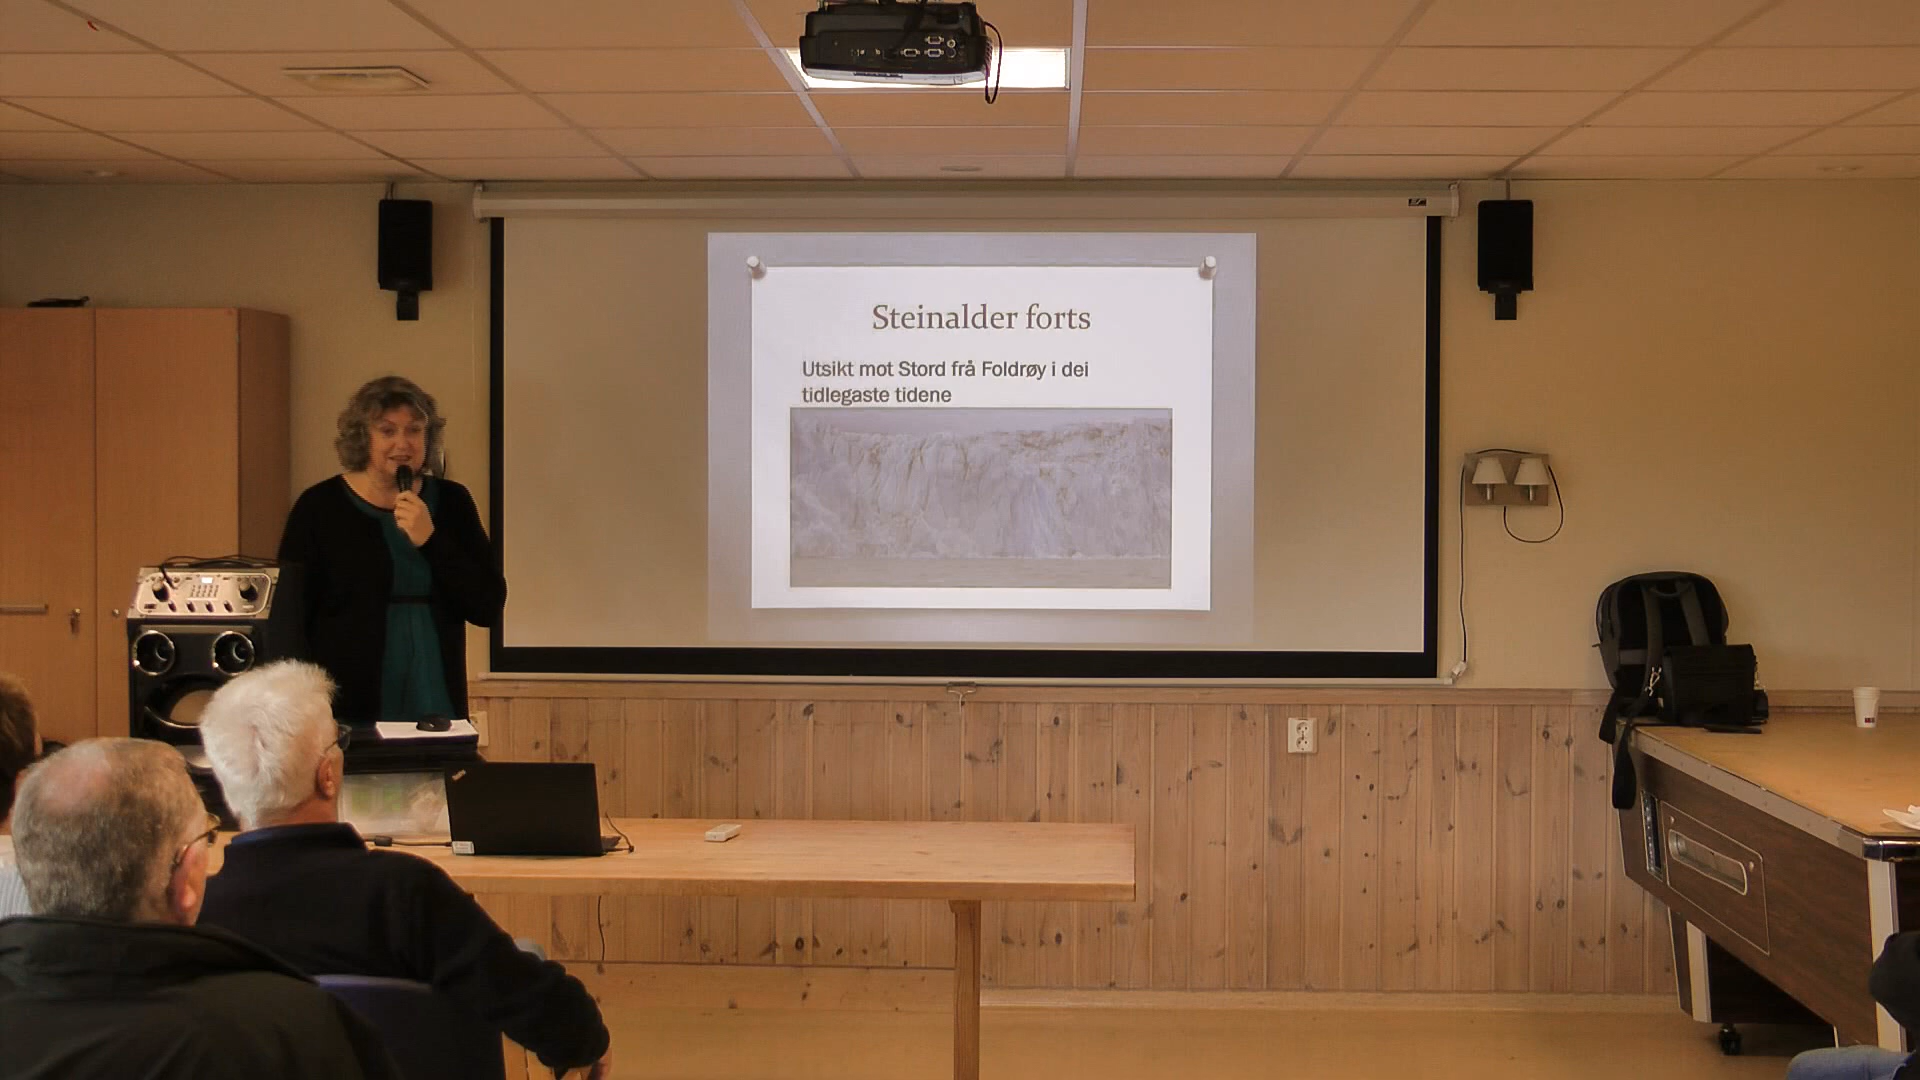 Steinalder forts
Utsikt mot Stord frå Foldrøy i dei
tidlegaste tidene